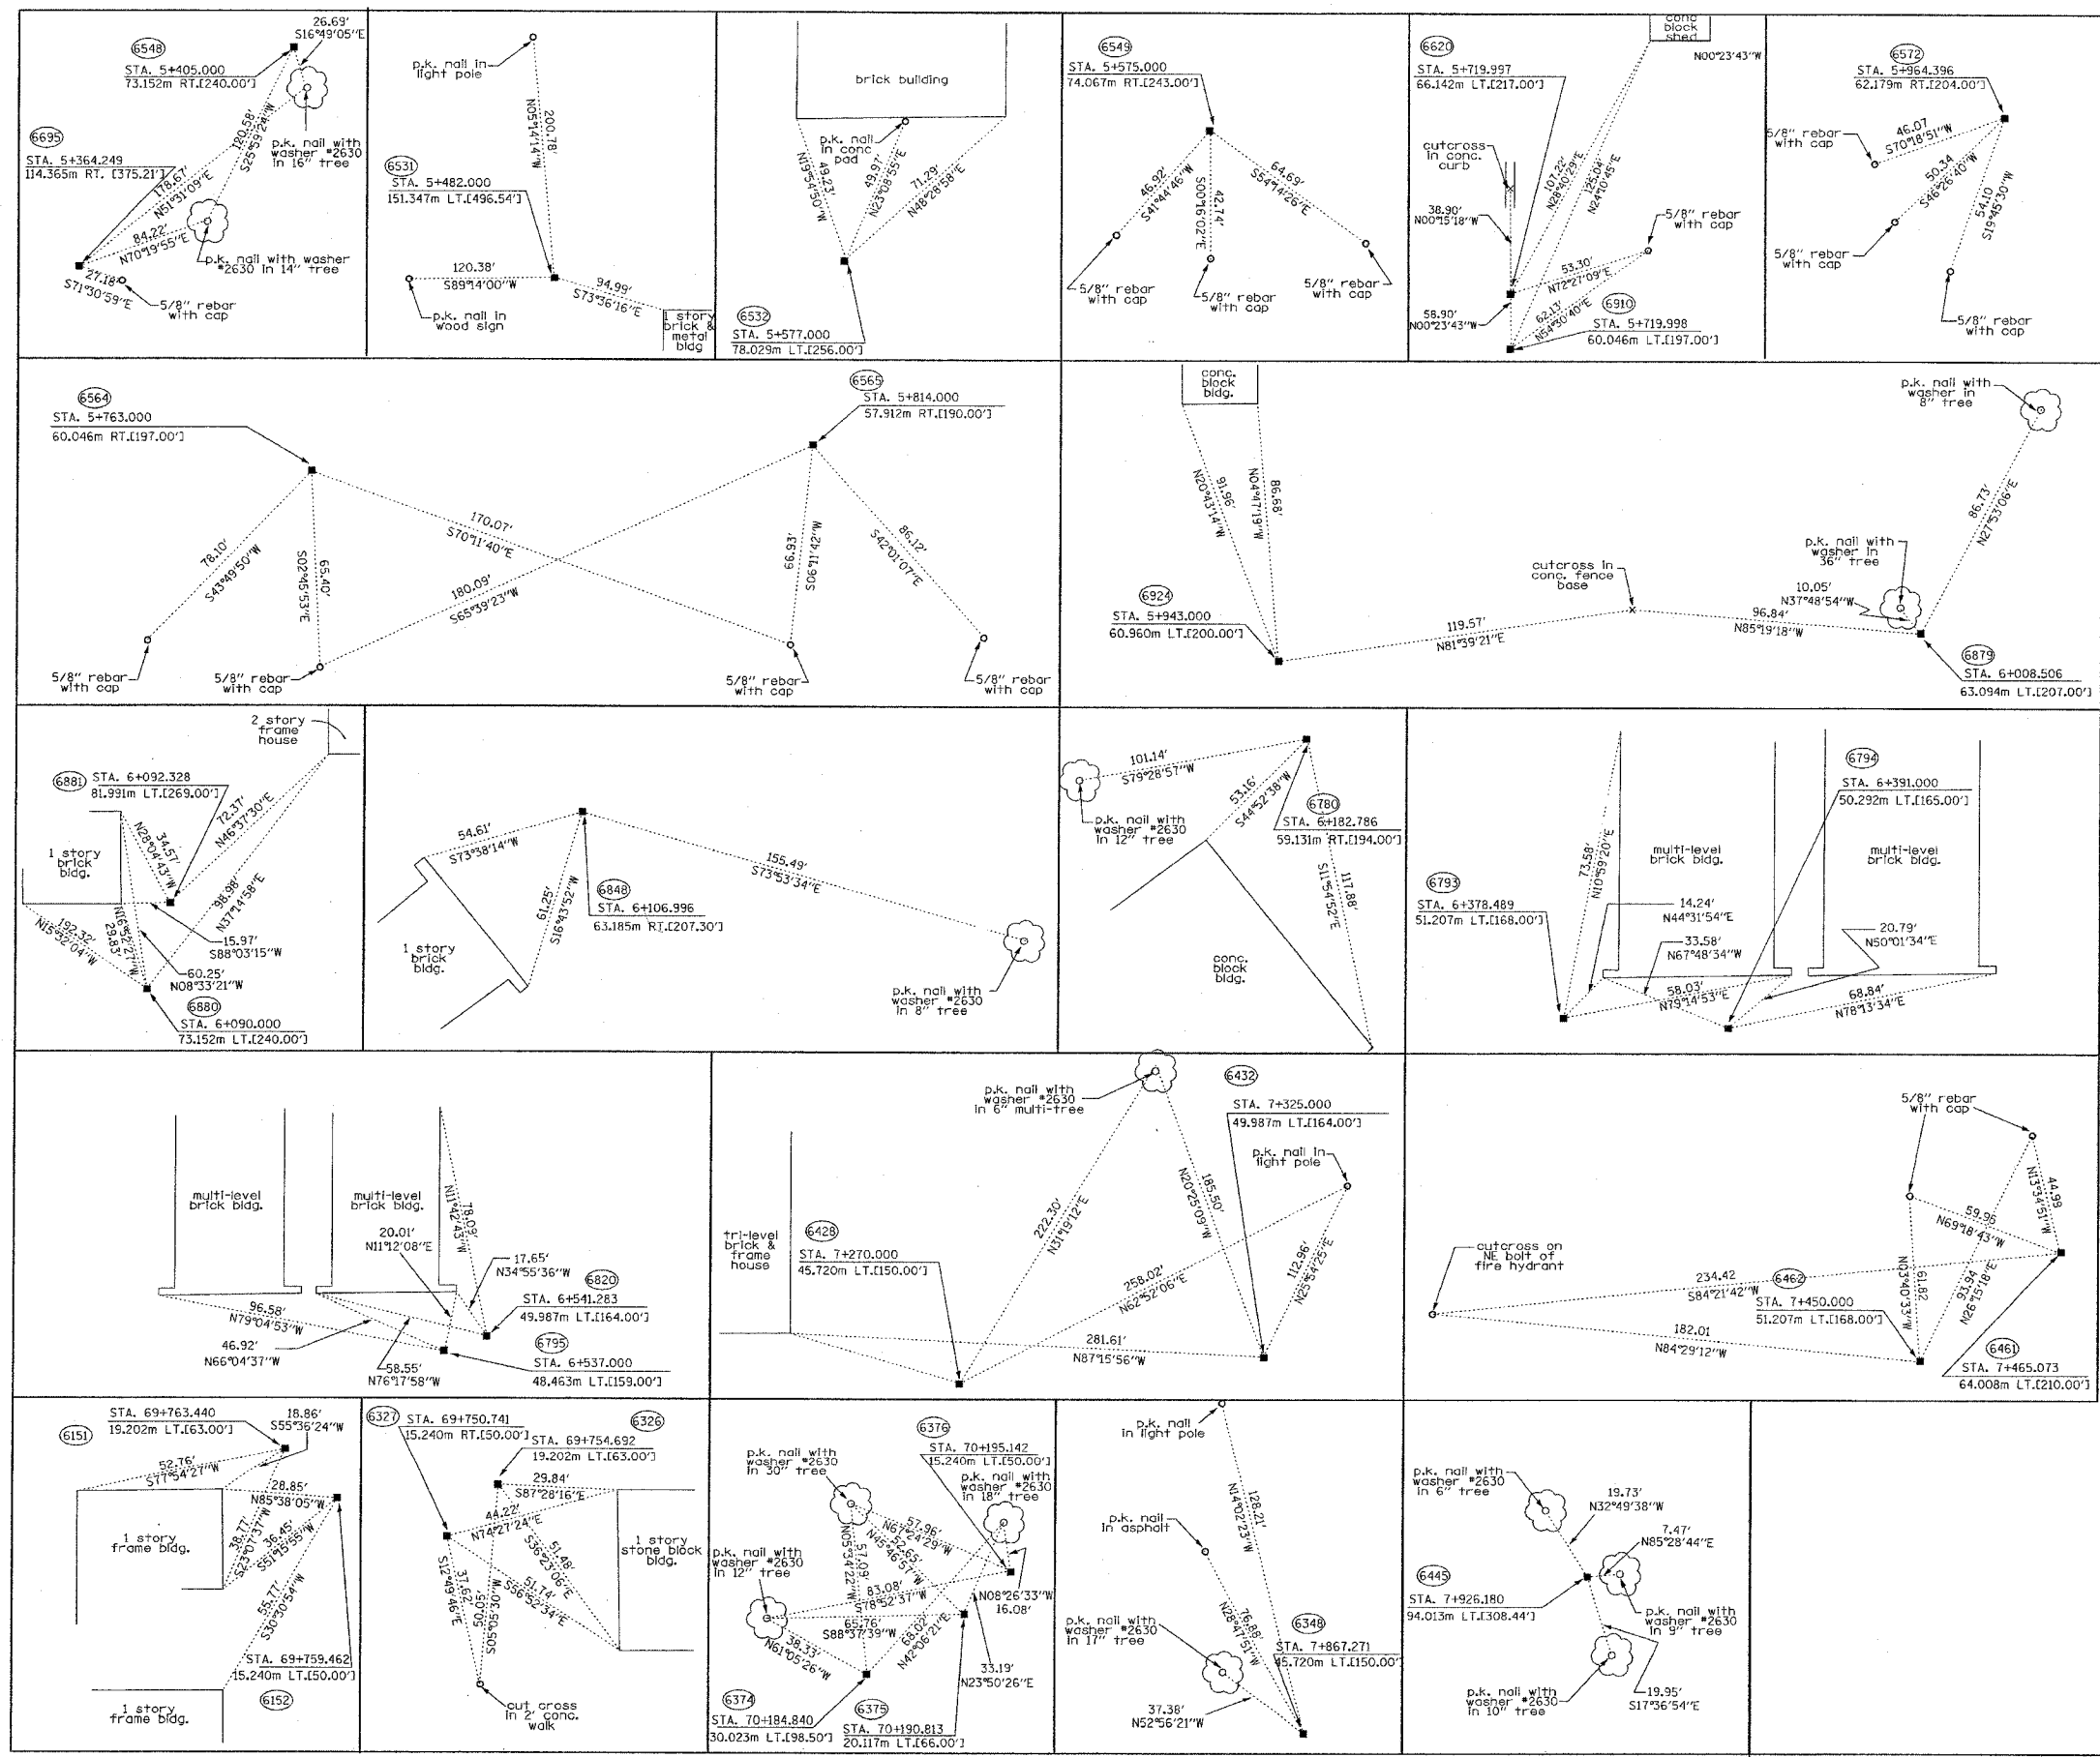 26.69'
S16°49'05"E
6548
STA. 5+405.000
73.152m RT.[240.00']
120.58'
S25°59'24"W
p.k. nail with
washer #2630
in 16" tree
6695
STA. 5+364.249
114.365m RT. [375.21']
178.67'
N51°31'09"E
84.22'
N70°19'55"E
p.k. nail with washer
#2630 in 14" tree
27.18'
S71°30'59"E
5/8" rebar
with cap
p.k. nail in
light pole
200.78'
N05°14'14"W
6531
STA. 5+482.000
151.347m LT.[496.54']
120.38'
S89°14'00"W
94.99'
S73°36'16"E
p.k. nail in
wood sign
1 story
brick &
metal
bldg
brick building
p.k. nail
in conc
pad
N19°54'50"W
49.23'
49.97'
N23°08'55"E
71.29'
N48°28'58"E
6532
STA. 5+577.000
78.029m LT.[256.00']
6549
STA. 5+575.000
74.067m RT.[243.00']
46.92'
S41°44'46"W
42.74'
S00°16'02"E
64.69'
S54°14'26"E
5/8" rebar
with cap
5/8" rebar
with cap
5/8" rebar
with cap
conc
block
shed
6620
N00°23'43"W
STA. 5+719.997
66.142m LT.[217.00']
cutcross
in conc.
curb
107.22'
N28°40'29"E
125.04'
N24°10'45"E
38.90'
N00°15'18"W
5/8" rebar
with cap
53.30'
N72°27'09"E
58.90'
N00°23'43"W
62.13'
N54°30'40"E
6910
STA. 5+719.998
60.046m LT.[197.00']
6572
STA. 5+964.396
62.179m RT.[204.00']
5/8" rebar
with cap
46.07
S70°18'51"W
50.34
S46°26'40"W
54.10
S19°45'30"W
5/8" rebar
with cap
5/8" rebar
with cap
6564
STA. 5+763.000
60.046m RT.[197.00']
6565
STA. 5+814.000
57.912m RT.[190.00']
78.10'
S43°49'50"W
65.40'
S02°45'53"E
170.07'
S70°11'40"E
180.09'
S65°39'23"W
66.93'
S06°11'42"W
86.12'
S42°01'07"E
5/8" rebar
with cap
5/8" rebar
with cap
5/8" rebar
with cap
5/8" rebar
with cap
conc.
block
bldg.
91.96'
N20°43'14"W
86.68'
N04°47'19"W
p.k. nail with
washer in
8" tree
86.73'
N27°53'06"E
p.k. nail with
washer in
36" tree
cutcross in
conc. fence
base
10.05'
N37°48'54"W
6924
STA. 5+943.000
60.960m LT.[200.00']
119.57'
N81°39'21"E
96.84'
N85°19'18"W
6879
STA. 6+008.506
63.094m LT.[207.00']
2 story
frame
house
6881
STA. 6+092.328
81.991m LT.[269.00']
34.57'
N28°04'43"W
72.37'
N46°37'30"E
1 story
brick
bldg.
98.98'
N37°14'58"E
N16°52'27"W
29.83'
192.32'
N15°32'04"W
15.97'
S88°03'15"W
60.25'
N08°33'21"W
6880
STA. 6+090.000
73.152m LT.[240.00']
54.61'
S73°38'14"W
155.49'
S73°53'34"E
61.25'
S16°43'52"W
6848
STA. 6+106.996
63.185m RT.[207.30']
1 story
brick
bldg.
p.k. nail with
washer #2630
in 8" tree
101.14'
S79°28'57"W
53.16'
S44°52'38"W
p.k. nail with
washer #2630
in 12" tree
6780
STA. 6+182.786
59.131m RT.[194.00']
117.88'
S11°54'52"E
conc.
block
bldg.
6794
STA. 6+391.000
50.292m LT.[165.00']
73.58'
N10°59'20"E
multi-level
brick bldg.
multi-level
brick bldg.
6793
STA. 6+378.489
51.207m LT.[168.00']
14.24'
N44°31'54"E
33.58'
N67°48'34"W
20.79'
N50°01'34"E
58.03'
N79°14'53"E
68.84'
N78°13'34"E
multi-level
brick bldg.
multi-level
brick bldg.
78.09'
N11°42'43"W
20.01'
N11°12'08"E
17.65'
N34°55'36"W
6820
STA. 6+541.283
49.987m LT.[164.00']
96.58'
N79°04'53"W
46.92'
N66°04'37"W
58.55'
N76°17'58"W
6795
STA. 6+537.000
48.463m LT.[159.00']
p.k. nail with
washer #2630
in 6" multi-tree
6432
STA. 7+325.000
49.987m LT.[164.00']
p.k. nail in
light pole
222.30'
N31°19'12"E
185.50'
N20°25'09"W
tri-level
brick &
frame
house
6428
STA. 7+270.000
45.720m LT.[150.00']
258.02'
N62°52'06"E
112.96'
N25°54'25"E
281.61'
N87°15'56"W
5/8" rebar
with cap
44.99
N13°34'51"W
59.96
N69°18'43"W
cutcross on
NE bolt of
fire hydrant
234.42
S84°21'42"W
6462
STA. 7+450.000
51.207m LT.[168.00']
61.82
N03°40'33"W
93.94
N26°15'18"E
182.01
N84°29'12"W
6461
STA. 7+465.073
64.008m LT.[210.00']
STA. 69+763.440
19.202m LT.[63.00']
18.86'
S55°36'24"W
6151
52.76'
S77°54'27"W
28.85'
N85°38'05"W
1 story
frame bldg.
38.77'
S23°07'37"W
36.45'
S51°15'55"W
55.77'
S30°30'54"W
STA. 69+759.462
15.240m LT.[50.00']
6152
1 story
frame bldg.
6327
STA. 69+750.741
15.240m RT.[50.00']
6326
STA. 69+754.692
19.202m LT.[63.00']
29.84'
S87°28'16"E
44.22'
N74°27'24"E
51.48'
1 story
stone block
bldg.
37.62'
S12°49'46"E
50.05'
S05°05'30"W
51.74'
S56°52'34"E
cut cross
in 2' conc.
walk
6376
STA. 70+195.142
15.240m LT.[50.00']
p.k. nail with
washer #2630
in 30" tree
p.k. nail with
washer #2630
in 18" tree
57.96'
N67°24'29"W
52.65'
N45°46'57"W
57.09'
N05°34'22"W
p.k. nail with
washer #2630
in 12" tree
83.08'
S78°52'37"W
N08°26'33"W
16.08'
65.76'
S88°37'39"W
38.33'
N61°05'26"W
68.02'
N42°06'21"E
33.19'
N23°50'26"E
6374
STA. 70+184.840
30.023m LT.[98.50']
6375
STA. 70+190.813
20.117m LT.[66.00']
p.k. nail
in light pole
128.21'
N14°02'23"W
p.k. nail
in asphalt
76.88'
N28°47'51"W
p.k. nail with
washer #2630
in 17" tree
6348
STA. 7+867.271
45.720m LT.[150.00']
37.38'
N52°56'21"W
p.k. nail with
washer #2630
in 6" tree
19.73'
N32°49'38"W
7.47'
N85°28'44"E
6445
STA. 7+926.180
94.013m LT.[308.44']
p.k. nail with
washer #2630
in 9" tree
p.k. nail with
washer #2630
in 10" tree
19.95'
S17°36'54"E